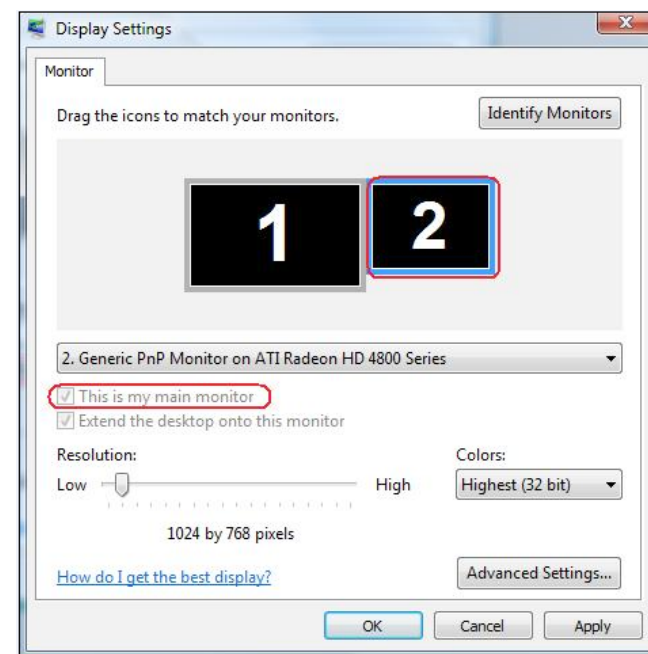 Display Settings
Monitor
Drag the icons to match your monitors.
Identify Monitors
1
2
2. Generic PnP Monitor on ATI Radeon HD 4800 Series
This is my main monitor
Extend the desktop onto this monitor
Resolution:
Colors:
Low
High
Highest (32 bit)
1024 by 768 pixels
How do I get the best display?
Advanced Settings...
OK
Cancel
Apply